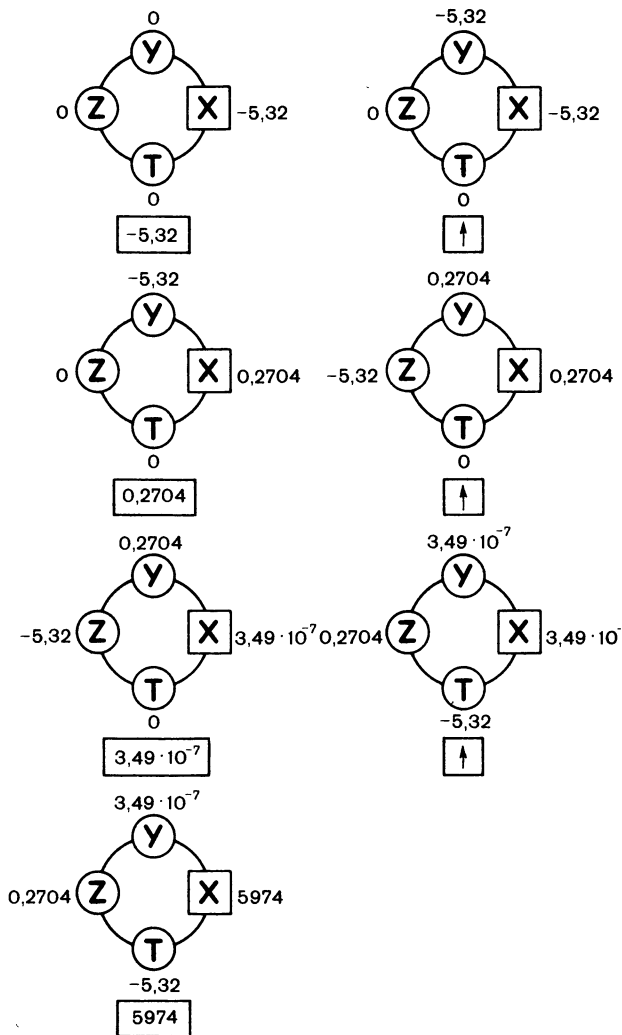 0
Y
0 Z X -5,32
T
0
-5,32
-5,32
Y
0 Z X -5,32
T
0
↑
-5,32
Y
0 Z X 0,2704
T
0
0,2704
0,2704
Y
-5,32 Z X 0,2704
T
0
↑
0,2704
Y
-5,32 Z X 3,49·10⁻⁷
T
0
3,49·10⁻⁷
3,49·10⁻⁷
Y
0,2704 Z X 3,49·10
T
-5,32
↑
3,49·10⁻⁷
Y
0,2704 Z X 5974
T
-5,32
5974